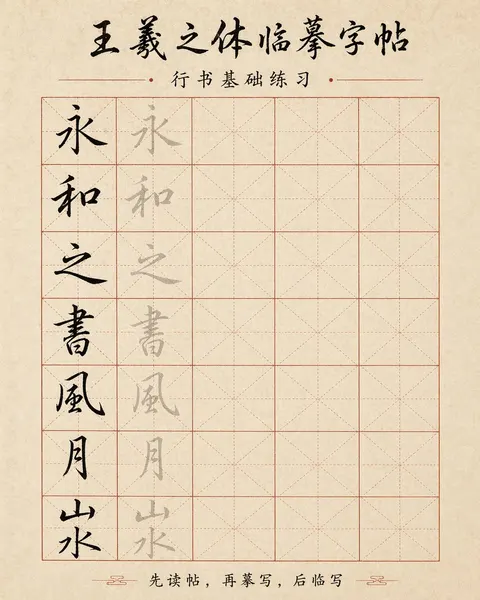 王羲之体临摹字帖
行书基础练习
永 永
和 和
之 之
書 書
風 風
月 月
山水 山水
先读帖，再摹写，后临写